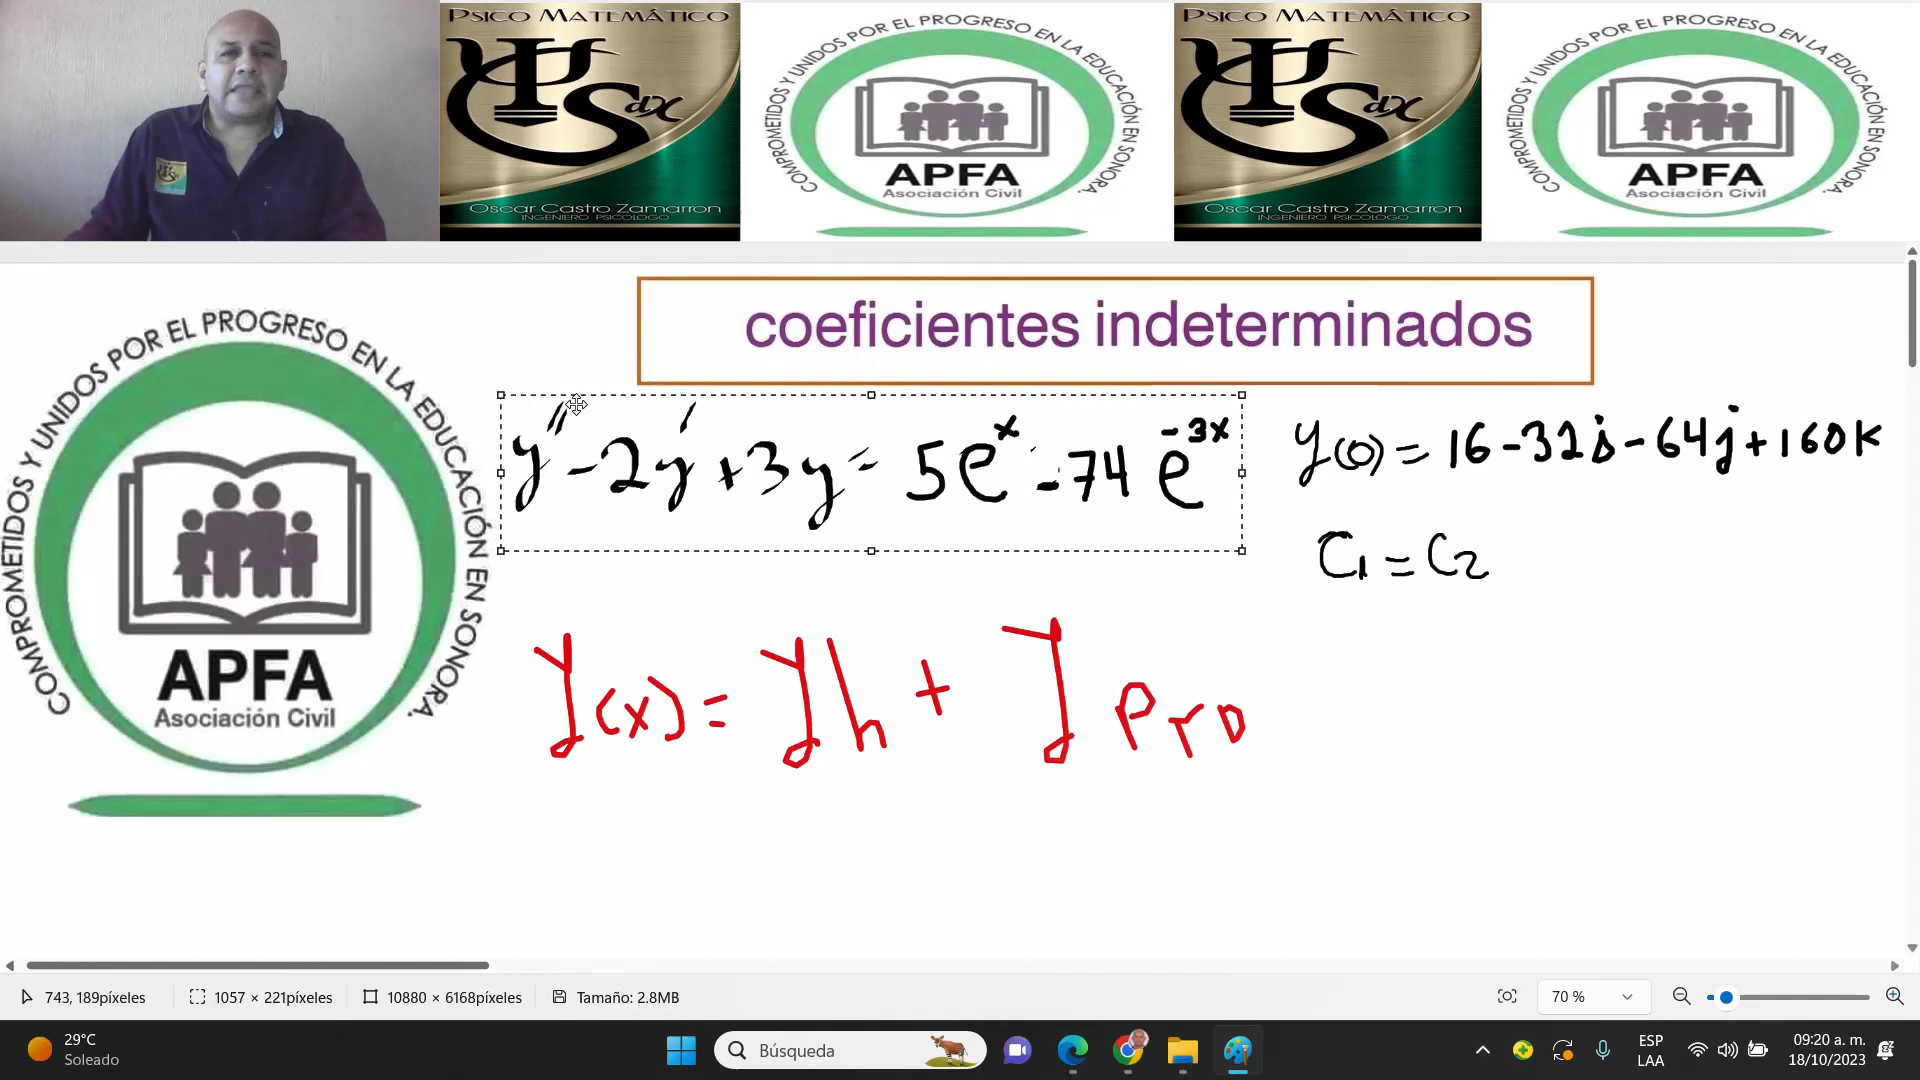 PSICO MATEMÁTICO
dx
Oscar Castro Zamarron
INGENIERO PSICOLOGO
COMPROMETIDOS Y UNIDOS POR EL PROGRESO EN LA EDUCACIÓN EN SONORA.
APFA
Asociación Civil
PSICO MATEMÁTICO
dx
Oscar Castro Zamarron
INGENIERO PSICOLOGO
COMPROMETIDOS Y UNIDOS POR EL PROGRESO EN LA EDUCACIÓN EN SONORA.
APFA
Asociación Civil
COMPROMETIDOS Y UNIDOS POR EL PROGRESO EN LA EDUCACIÓN EN SONORA.
APFA
Asociación Civil
coeficientes indeterminados
y'' - 2y' + 3y = 5e^x - 74 e^-3x
y(0) = 16 - 32i - 64j + 160k
C1 = C2
y(x) = yh + y pro
743, 189píxeles
1057 × 221píxeles
10880 × 6168píxeles
Tamaño: 2.8MB
70 %
29°C
Soleado
Búsqueda
ESP
LAA
09:20 a. m.
18/10/2023